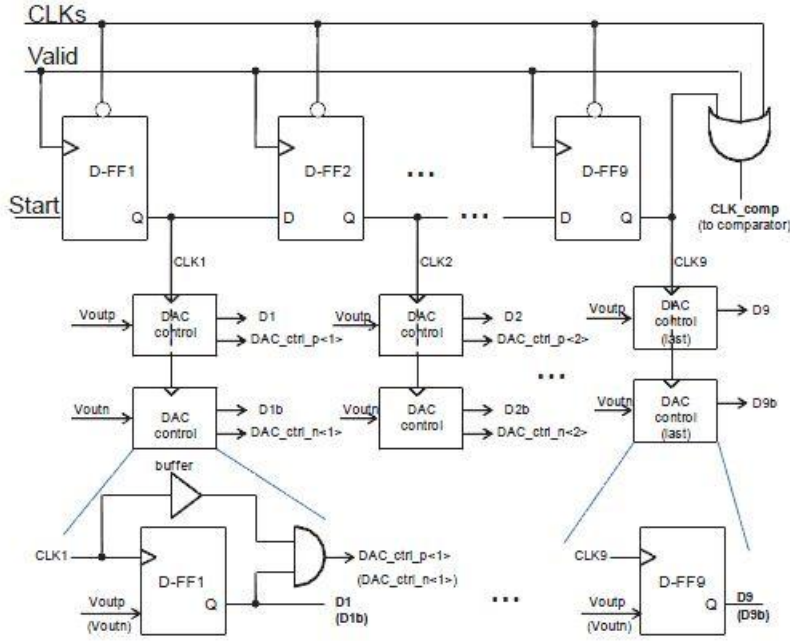 CLKs
Valid
D-FF1
D-FF2
...
D-FF9
Start
Q
D
Q
...
D
Q
CLK_comp
(to comparator)
CLK1
CLK2
CLK9
Voutp
DAC
control
D1
DAC_ctrl_p<1>
Voutp
DAC
control
D2
DAC_ctrl_p<2>
Voutp
DAC
control
(last)
D9
...
Voutn
DAC
control
D1b
DAC_ctrl_n<1>
Voutn
DAC
control
D2b
DAC_ctrl_n<2>
Voutn
DAC
control
(last)
D9b
buffer
CLK1
D-FF1
Q
Voutp
(Voutn)
DAC_ctrl_p<1>
(DAC_ctrl_n<1>)
D1
(D1b)
...
CLK9
D-FF9
Q
Voutp
(Voutn)
D9
(D9b)